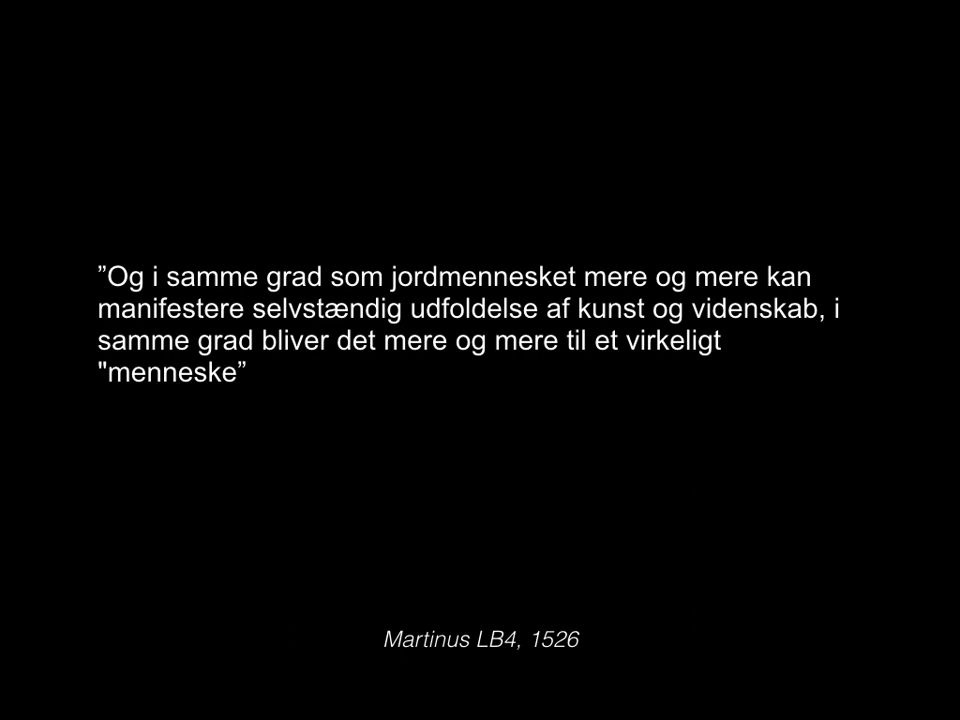 ”Og i samme grad som jordmennesket mere og mere kan
manifestere selvstændig udfoldelse af kunst og videnskab, i
samme grad bliver det mere og mere til et virkeligt
"menneske”
Martinus LB4, 1526